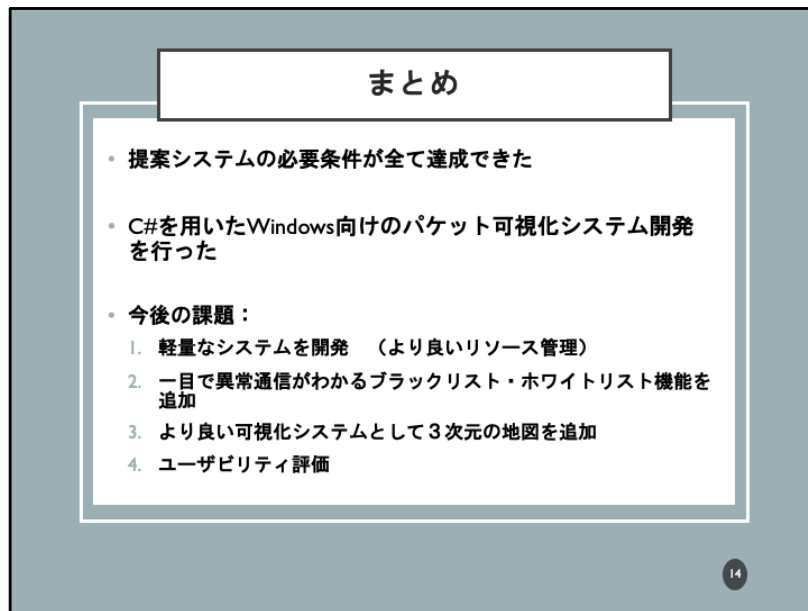 まとめ
• 提案システムの必要条件が全て達成できた
• C#を用いたWindows向けのパケット可視化システム開発
を行った
• 今後の課題：
1. 軽量なシステムを開発　（より良いリソース管理）
2. 一目で異常通信がわかるブラックリスト・ホワイトリスト機能を
追加
3. より良い可視化システムとして３次元の地図を追加
4. ユーザビリティ評価
14